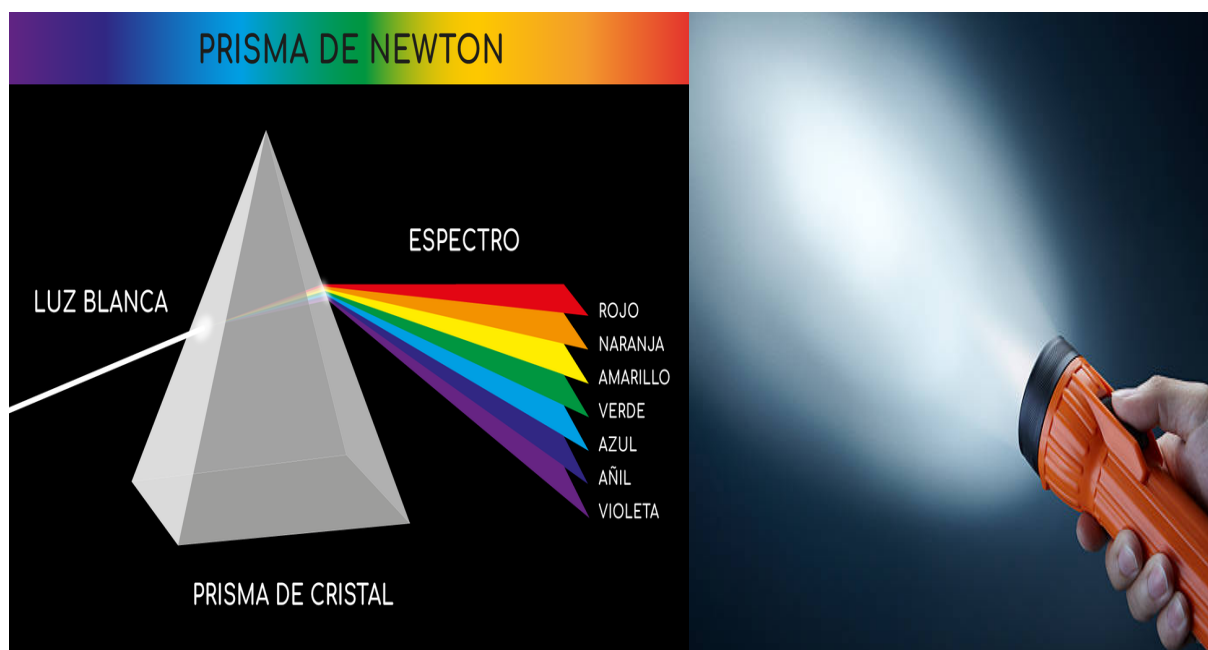 PRISMA DE NEWTON
ESPECTRO
LUZ BLANCA
ROJO
NARANJA
AMARILLO
VERDE
AZUL
AÑIL
VIOLETA
PRISMA DE CRISTAL